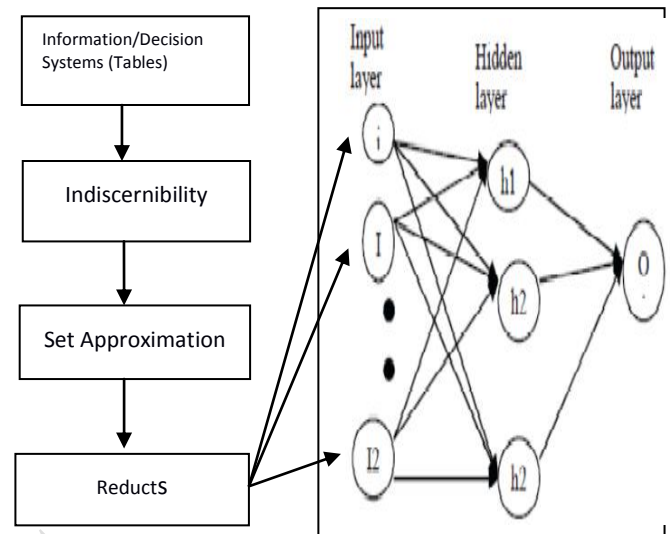 Information/Decision
Systems (Tables)
Indiscernibility
Set Approximation
Reducts
Input
layer
Hidden
layer
Output
layer
i
I
I2
h1
h2
h2
O